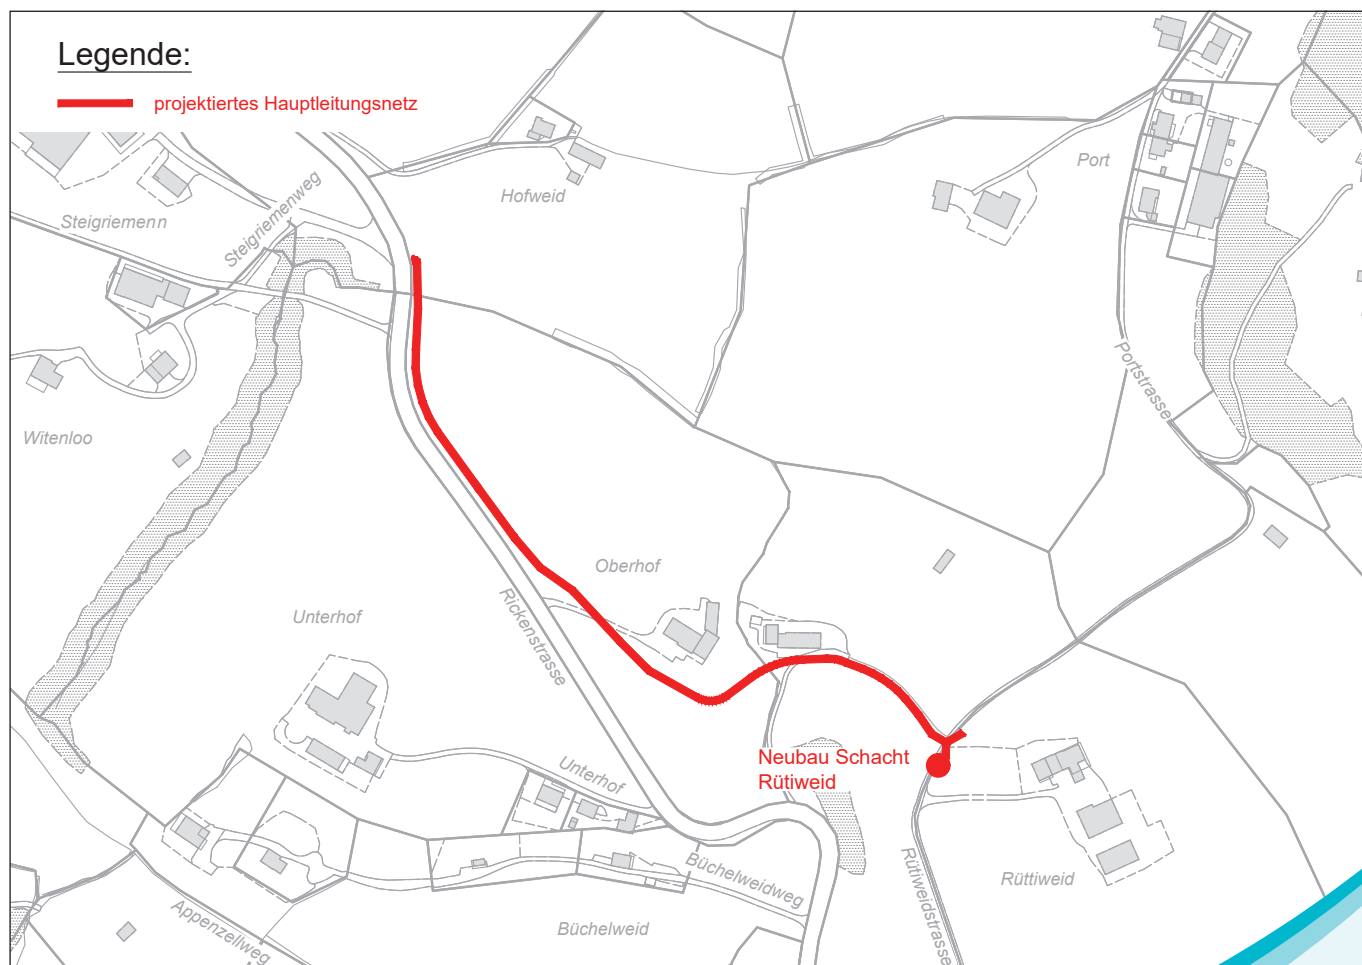 Legende:
projektiertes Hauptleitungsnetz
Port
Hofweid
Steigriemenn
Steigriemenweg
Portstrasse
Witenloo
Oberhof
Rickenstrasse
Unterhof
Neubau Schacht
Rütiweid
Unterhof
Büchelweidweg
Rütiweidstrasse
Rüttiweid
Appenzellweg
Büchelweid